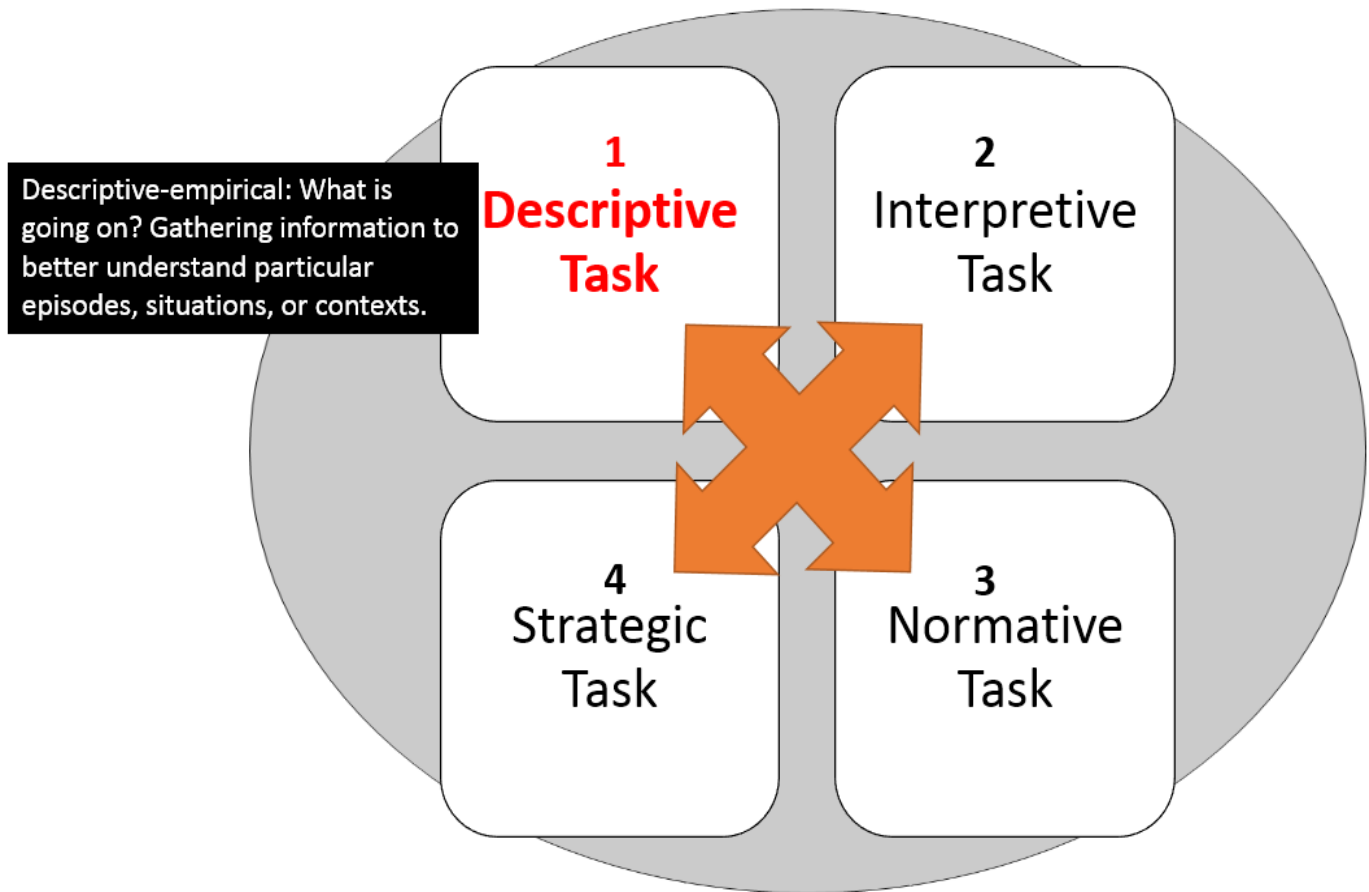 Descriptive-empirical: What is
going on? Gathering information to
better understand particular
episodes, situations, or contexts.
1
Descriptive
Task
2
Interpretive
Task
4
Strategic
Task
3
Normative
Task